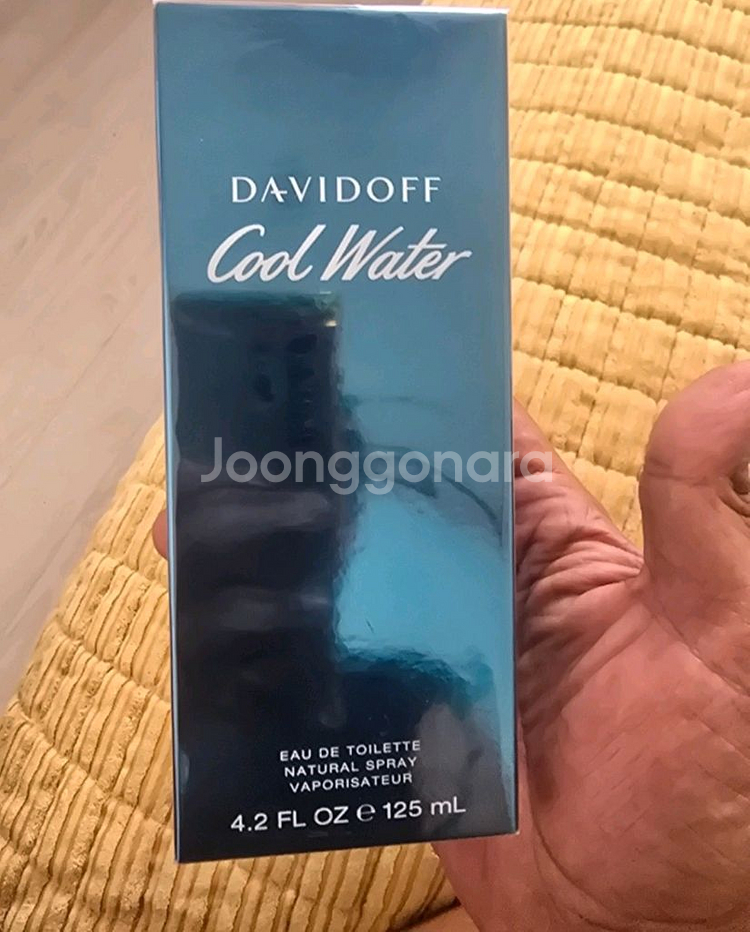 DAVIDOFF
Cool Water
Joonggonara
EAU DE TOILETTE
NATURAL SPRAY
VAPORISATEUR
4.2 FL OZ ℮ 125 mL